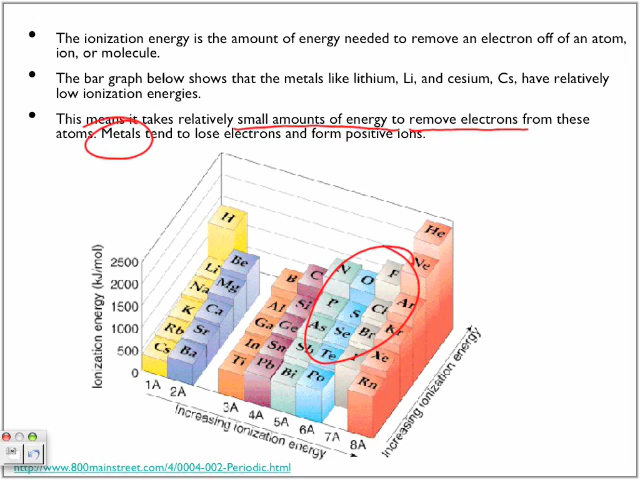 The ionization energy is the amount of energy needed to remove an electron off of an atom,
ion, or molecule.
The bar graph below shows that the metals like lithium, Li, and cesium, Cs, have relatively
low ionization energies.
This means it takes relatively small amounts of energy to remove electrons from these
atoms. Metals tend to lose electrons and form positive ions.
Ionization energy (kJ/mol)
2500
2000
1500
1000
500
0
H He
Li Be B C N O F Ne
Na Mg Al Si P S Cl Ar
K Ca Ga Ge As Se Br Kr
Rb Sr In Sn Sb Te I Xe
Cs Ba Ti Pb Bi Po Rn
1A 2A 3A 4A 5A 6A 7A 8A
Increasing ionization energy
Increasing ionization energy
http://www.800mainstreet.com/4/0004-002-Periodic.html